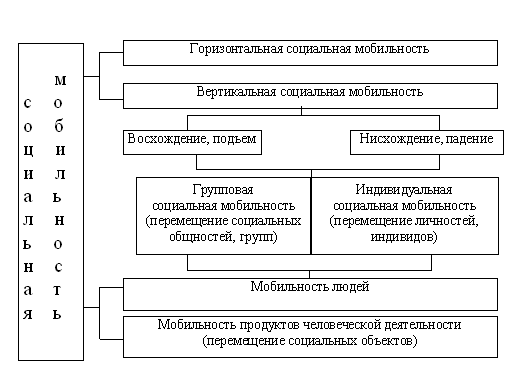 социальная
мобильность
Горизонтальная социальная мобильность
Вертикальная социальная мобильность
Восхождение, подъем
Нисхождение, падение
Групповая
социальная мобильность
(перемещение социальных
общностей, групп)
Индивидуальная
социальная мобильность
(перемещение личностей,
индивидов)
Мобильность людей
Мобильность продуктов человеческой деятельности
(перемещение социальных объектов)